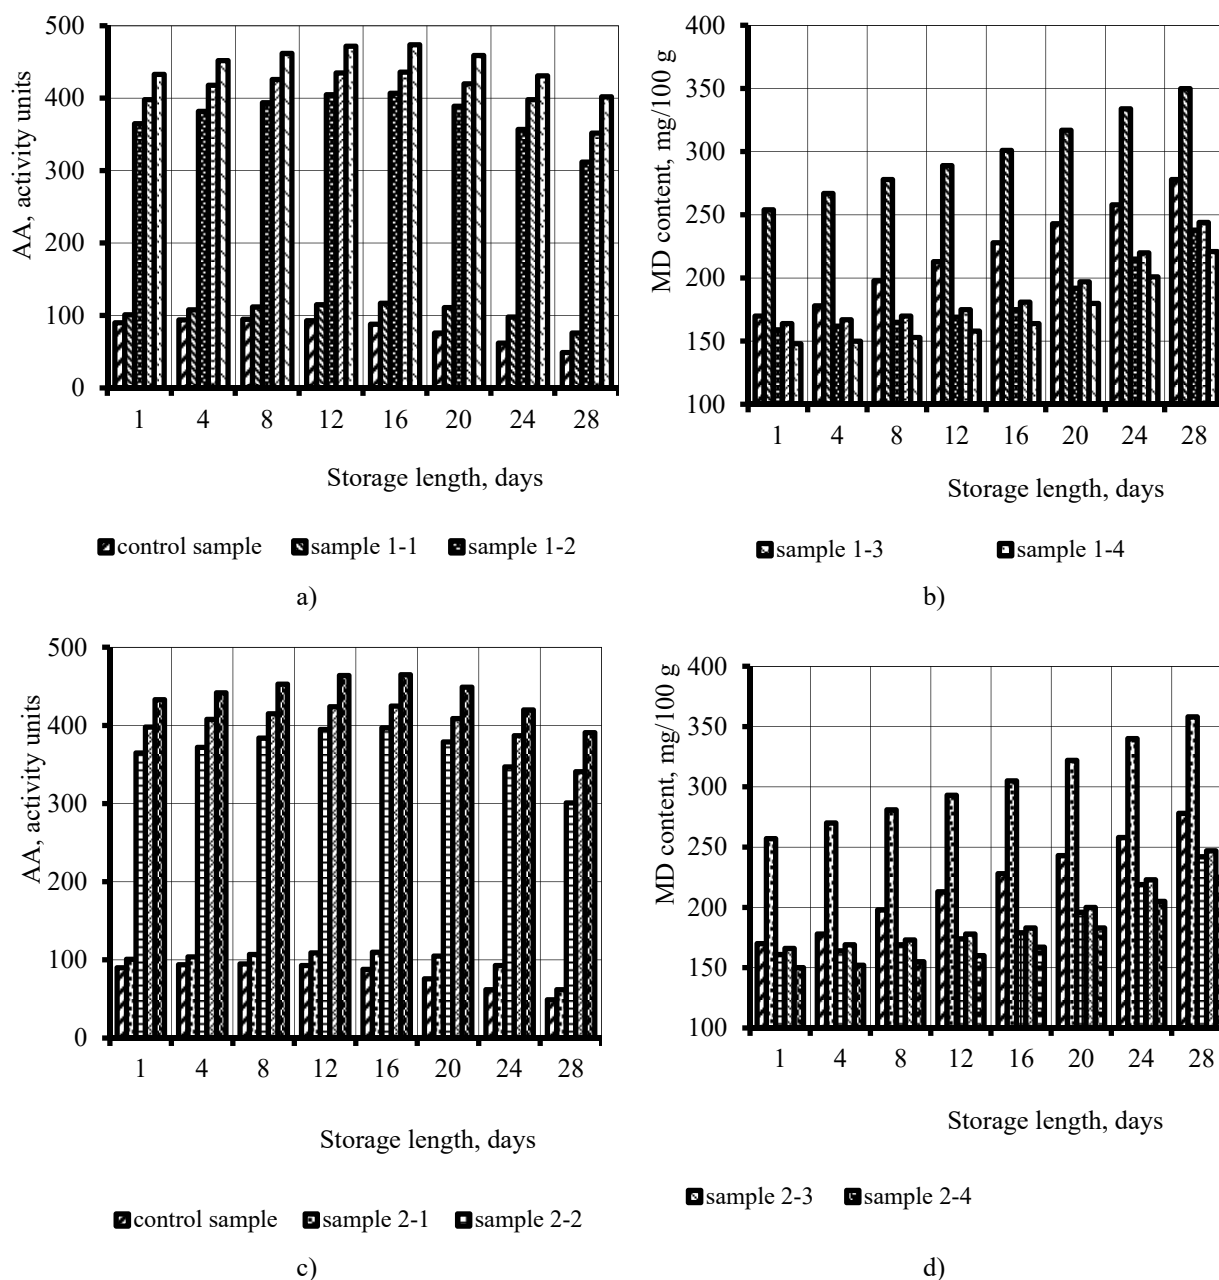 500
400
300
200
100
0
AA, activity units
1 4 8 12 16 20 24 28
Storage length, days
control sample sample 1-1 sample 1-2
a)
400
350
300
250
200
150
100
MD content, mg/100 g
1 4 8 12 16 20 24 28
Storage length, days
sample 1-3 sample 1-4
b)
500
400
300
200
100
0
AA, activity units
1 4 8 12 16 20 24 28
Storage length, days
control sample sample 2-1 sample 2-2
c)
400
350
300
250
200
150
100
MD content, mg/100 g
1 4 8 12 16 20 24 28
Storage length, days
sample 2-3 sample 2-4
d)